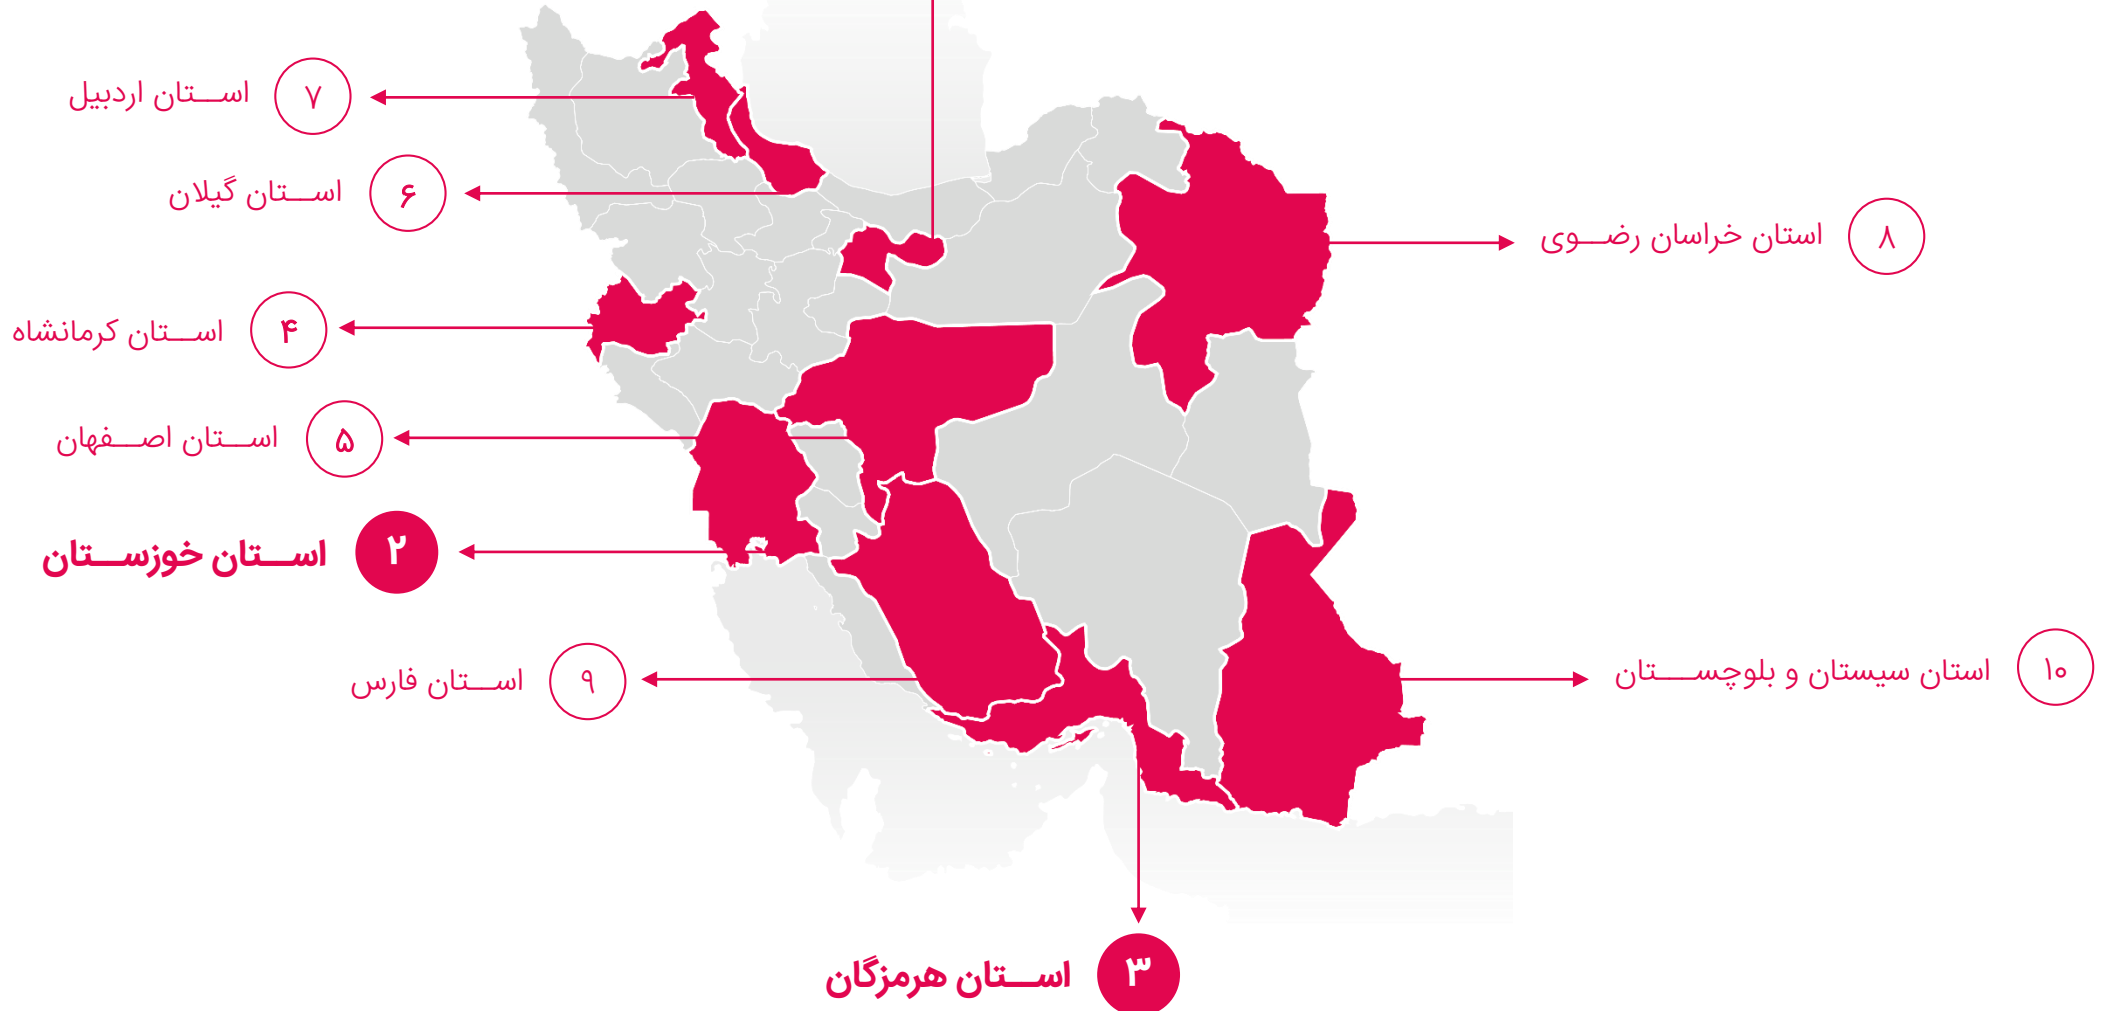 ۷ اســتان اردبیل
۶ اســتان گیلان
۸ استان خراسان رضــوی
۴ اســتان کرمانشاه
۵ اســتان اصــفهان
۲ اســتان خوزســتان
۹ اســتان فارس
۱۰ استان سیستان و بلوچســتان
۳ اســتان هرمزگان